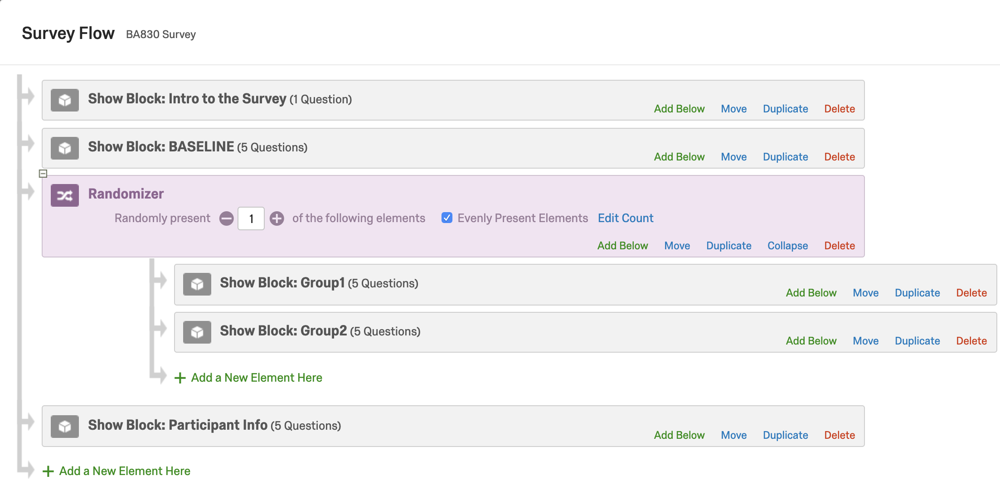 Survey Flow BA830 Survey
Show Block: Intro to the Survey (1 Question)
Add Below Move Duplicate Delete
Show Block: BASELINE (5 Questions)
Add Below Move Duplicate Delete
Randomizer
Randomly present 1 of the following elements Evenly Present Elements Edit Count
Add Below Move Duplicate Collapse Delete
Show Block: Group1 (5 Questions)
Add Below Move Duplicate Delete
Show Block: Group2 (5 Questions)
Add Below Move Duplicate Delete
Add a New Element Here
Show Block: Participant Info (5 Questions)
Add Below Move Duplicate Delete
Add a New Element Here